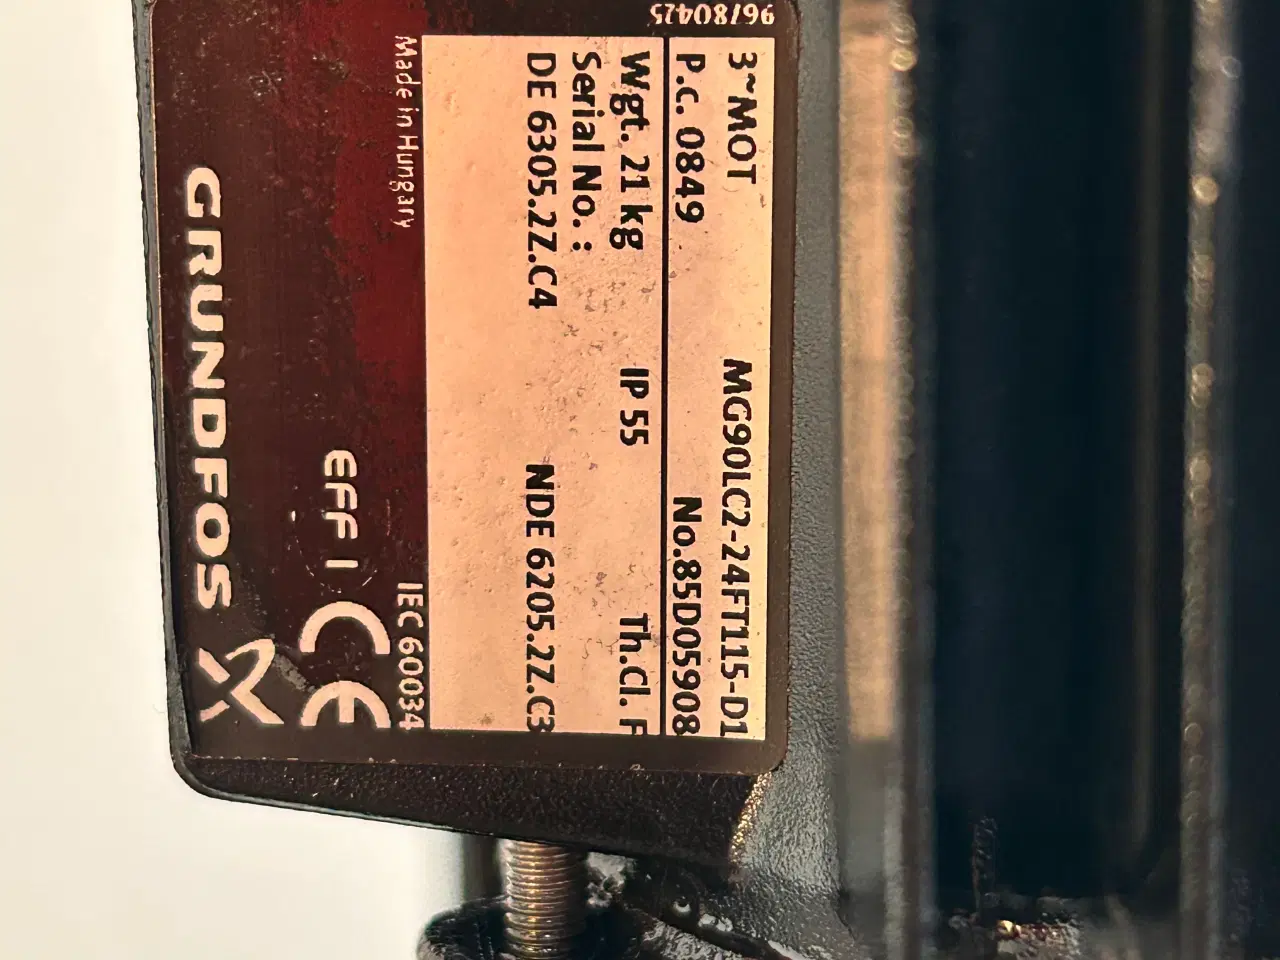 3~MOT MG90LC2-24FT115-D1
P.C. 0849 No.85D05908
Wgt. 21 kg IP 55 Th.Cl. F
Serial No. :
DE 6305.2Z.C4 NDE 6205.2Z.C3
Made in Hungary IEC 60034
EFF 1 CE
GRUNDFOS X
96780425